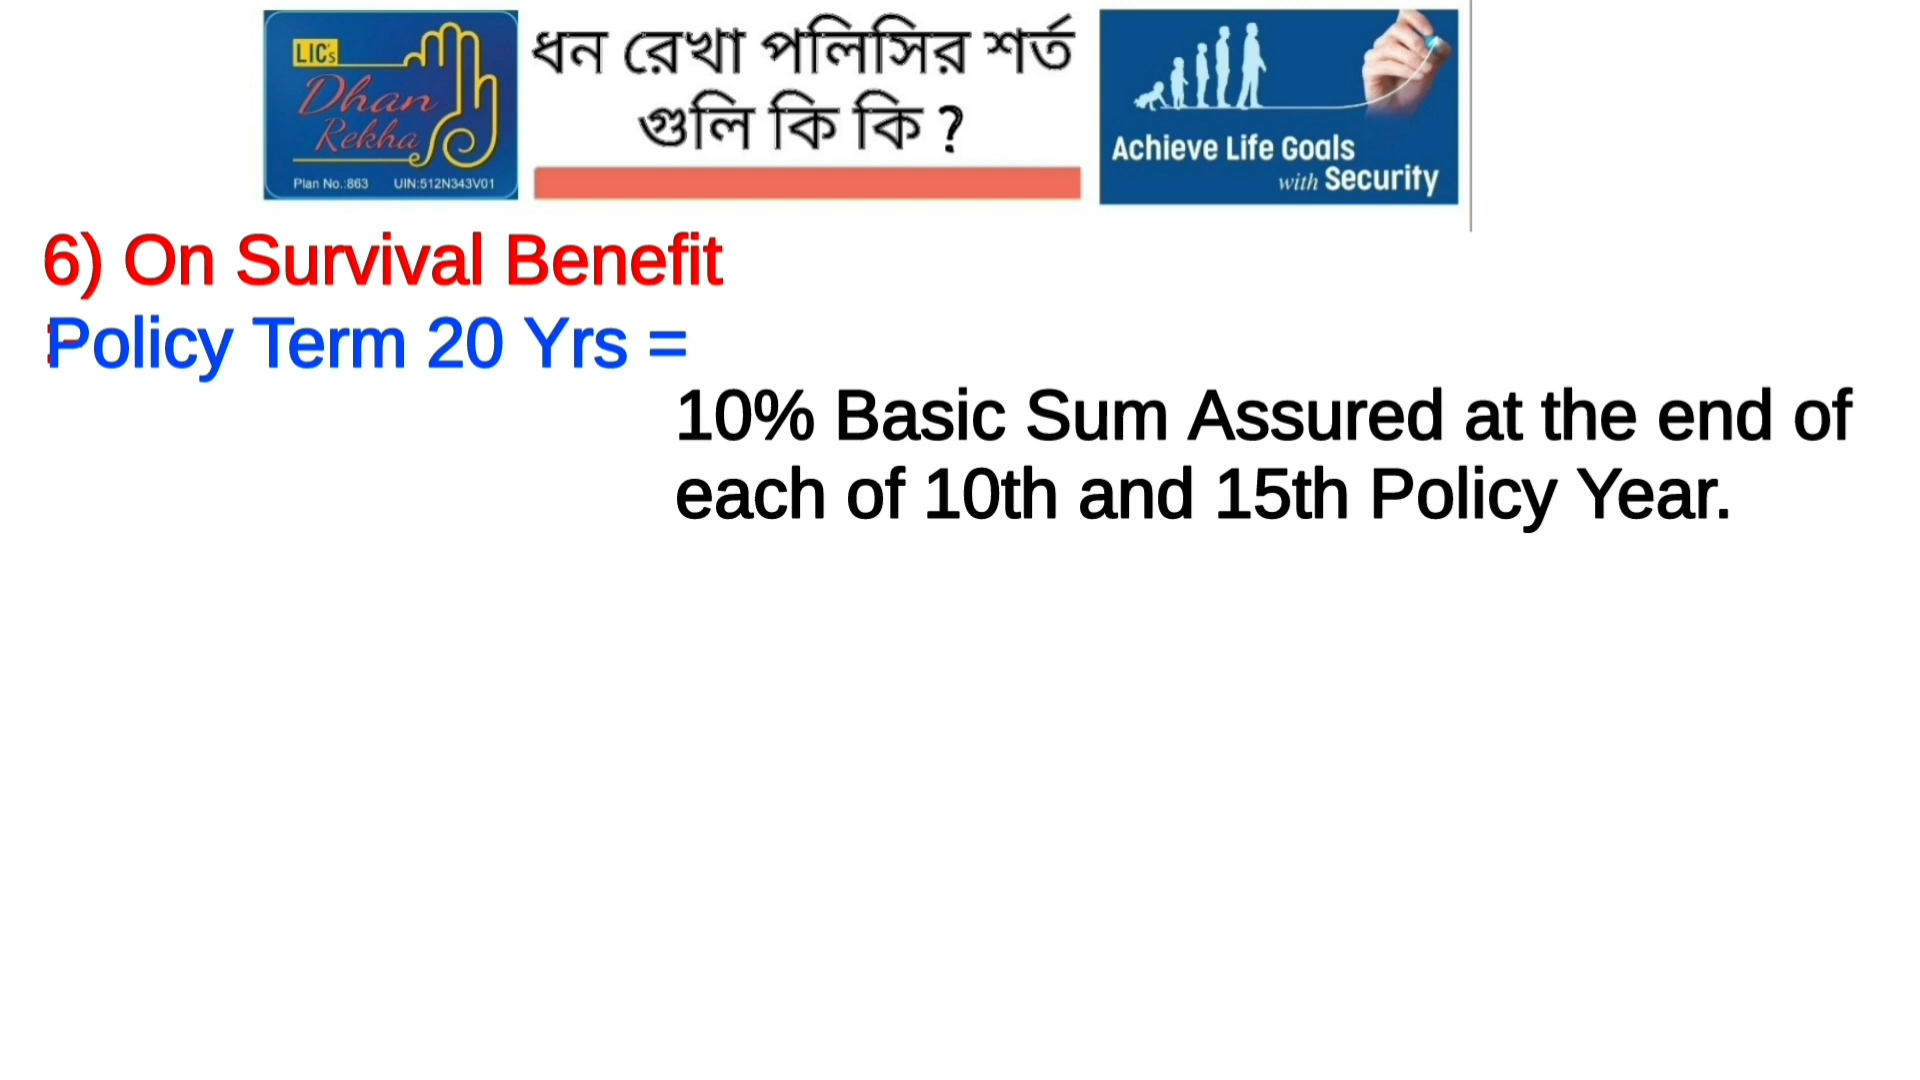 LIC's
Dhan
Rekha
Plan No.:863 UIN:512N343V01
ধন রেখা পলিসির শর্ত
গুলি কি কি ?
Achieve Life Goals
with Security
6) On Survival Benefit
:-
Policy Term 20 Yrs =
10% Basic Sum Assured at the end of
each of 10th and 15th Policy Year.